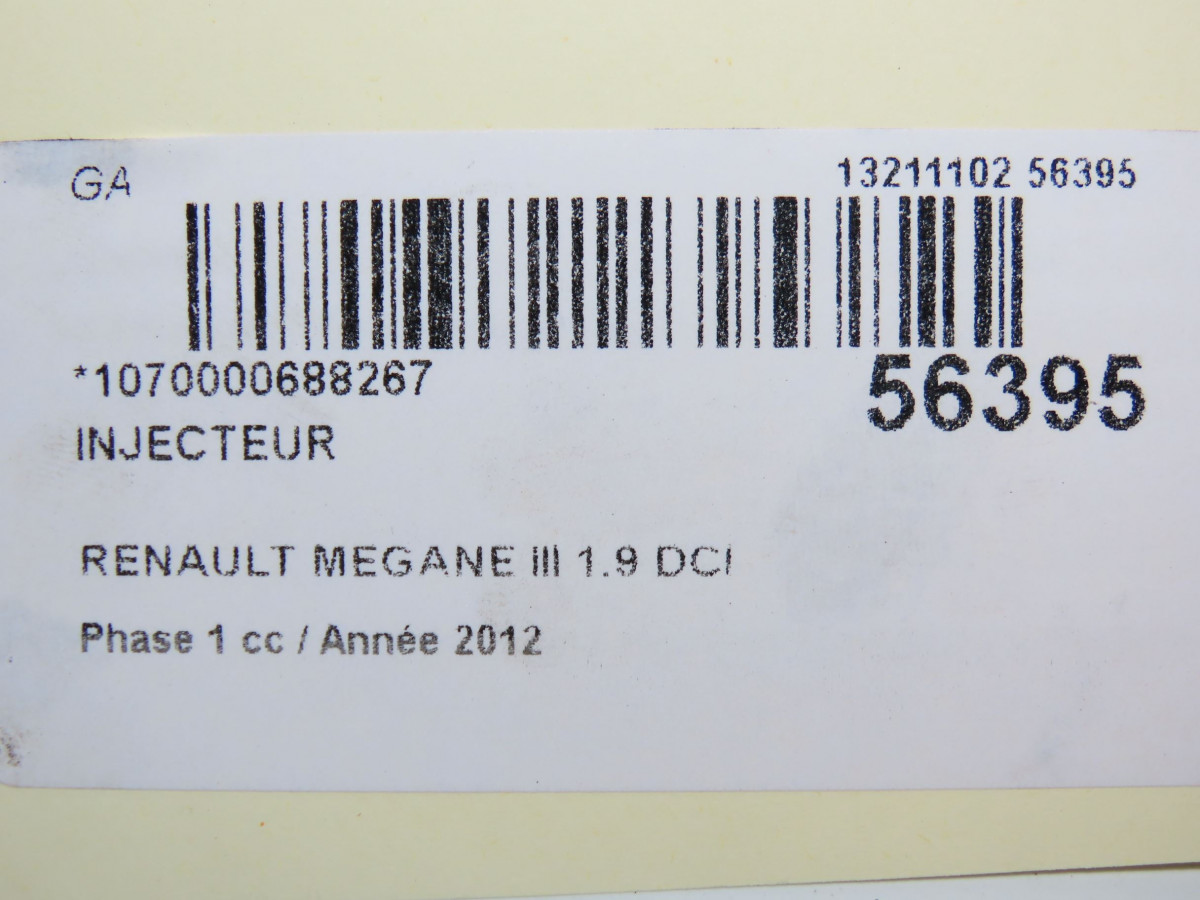 GA
13211102 56395
*1070000688267
56395
INJECTEUR
RENAULT MEGANE III 1.9 DCI
Phase 1 cc / Année 2012